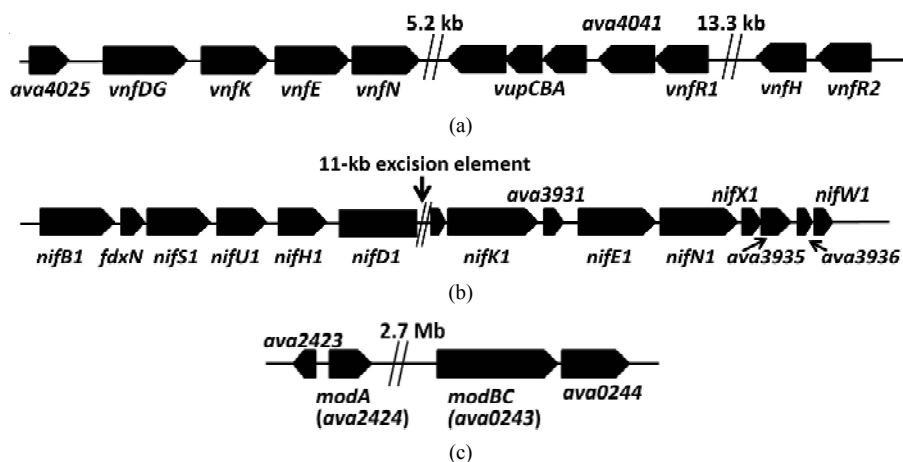 5.2 kb ava4041 13.3 kb
ava4025 vnfDG vnfK vnfE vnfN vupCBA vnfR1 vnfH vnfR2
(a)
11-kb excision element
ava3931 nifX1 nifW1
nifB1 fdxN nifS1 nifU1 nifH1 nifD1 nifK1 nifE1 nifN1 ava3935 ava3936
(b)
ava2423 2.7 Mb
modA modBC ava0244
(ava2424) (ava0243)
(c)